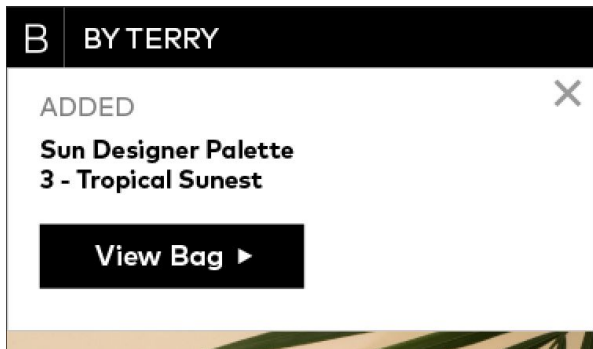 B BY TERRY
ADDED
Sun Designer Palette
3 - Tropical Sunest
View Bag ▶